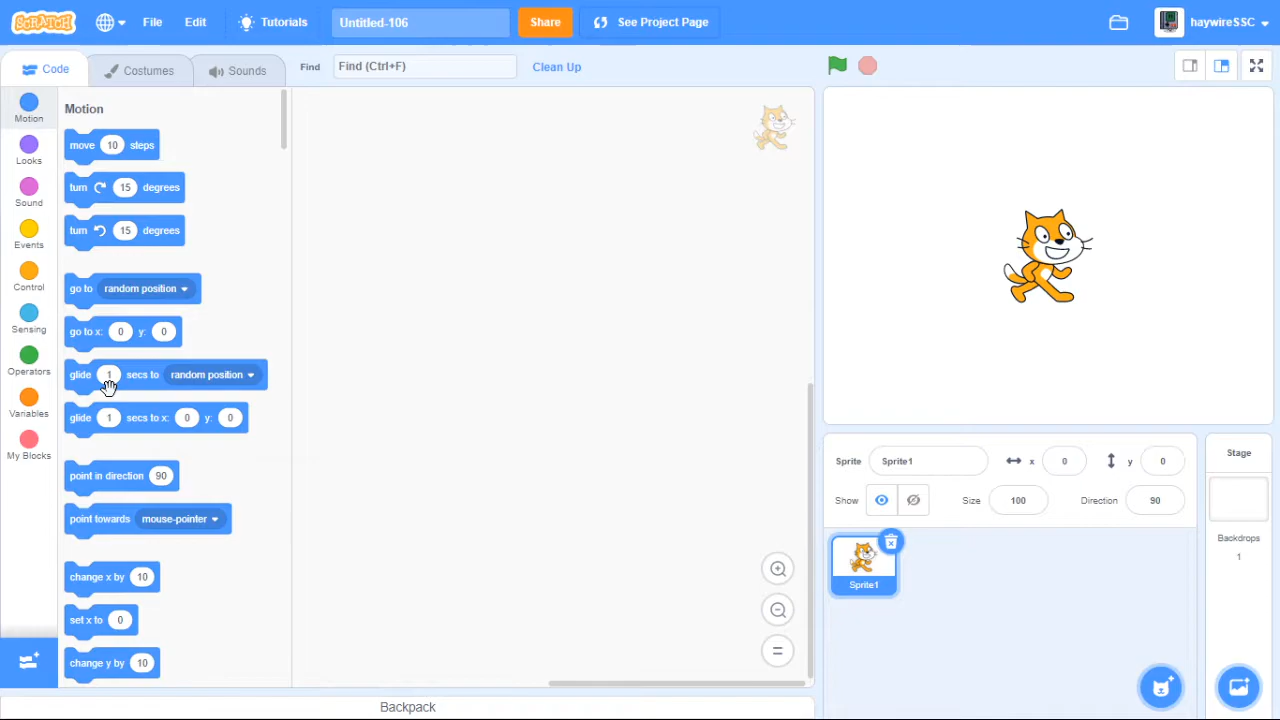 SCRATCH File Edit Tutorials Untitled-106 Share See Project Page haywireSSC
Code Costumes Sounds Find Find (Ctrl+F) Clean Up
Motion
Looks
Sound
Events
Control
Sensing
Operators
Variables
My Blocks
Motion
move 10 steps
turn 15 degrees
turn 15 degrees
go to random position
go to x: 0 y: 0
glide 1 secs to random position
glide 1 secs to x: 0 y: 0
point in direction 90
point towards mouse-pointer
change x by 10
set x to 0
change y by 10
Backpack
Sprite Sprite1 x 0 y 0
Show Size 100 Direction 90
Sprite1
Stage
Backdrops
1